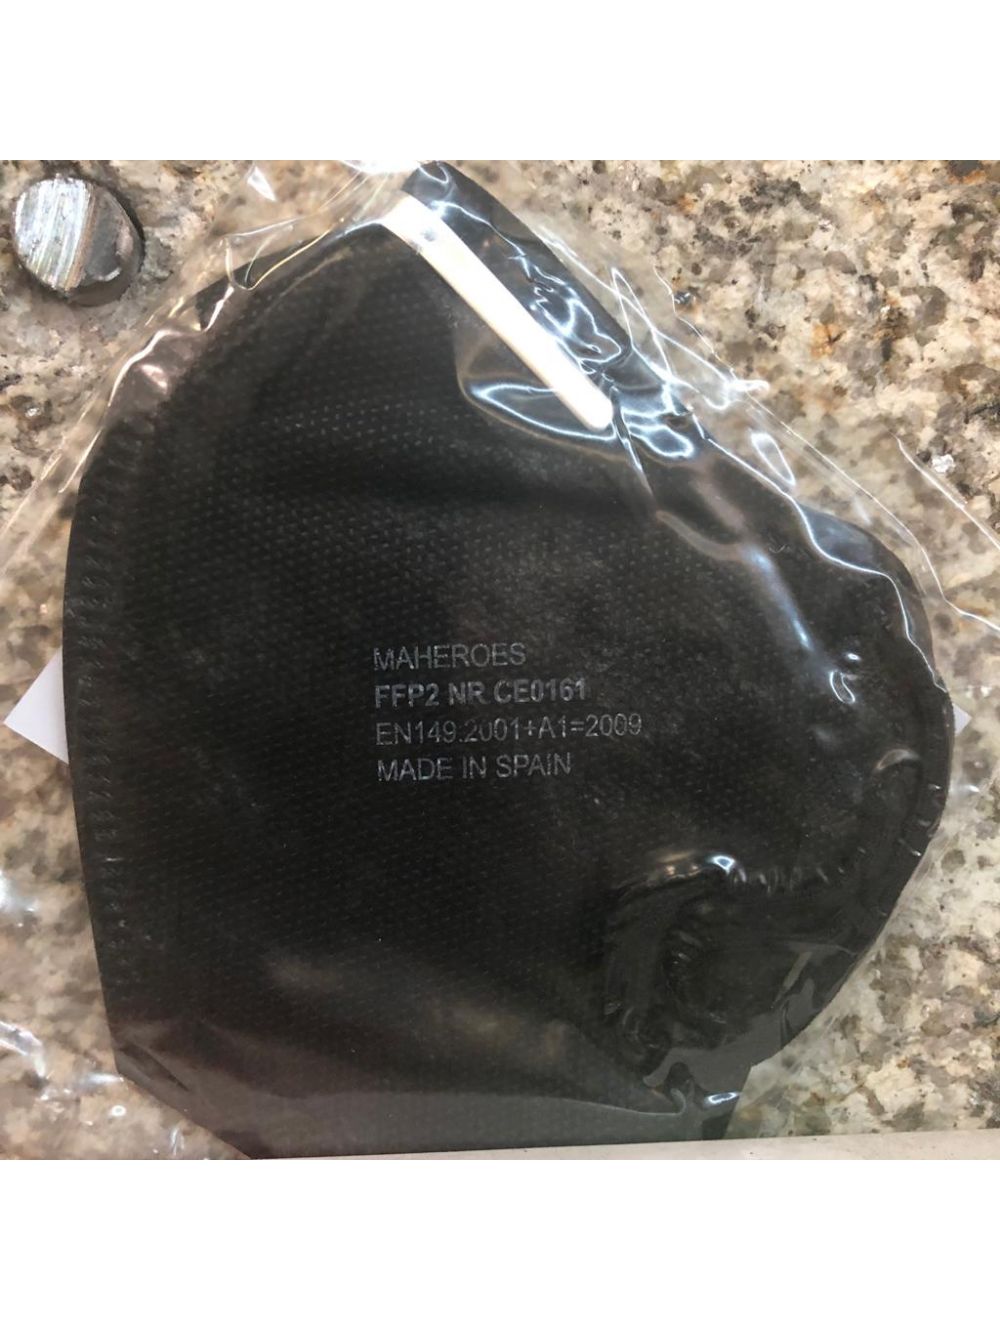 MAHEROES
FFP2 NR CE0161
EN149:2001+A1=2009
MADE IN SPAIN